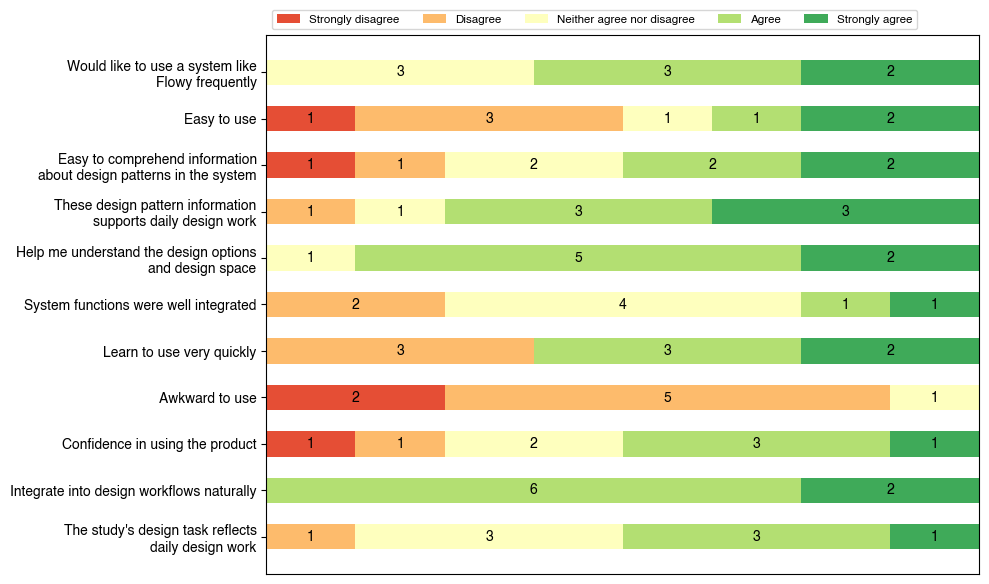 Strongly disagree Disagree Neither agree nor disagree Agree Strongly agree
Would like to use a system like
Flowy frequently
3 3 2
Easy to use
1 3 1 1 2
Easy to comprehend information
about design patterns in the system
1 1 2 2 2
These design pattern information
supports daily design work
1 1 3 3
Help me understand the design options
and design space
1 5 2
System functions were well integrated
2 4 1 1
Learn to use very quickly
3 3 2
Awkward to use
2 5 1
Confidence in using the product
1 1 2 3 1
Integrate into design workflows naturally
6 2
The study's design task reflects
daily design work
1 3 3 1